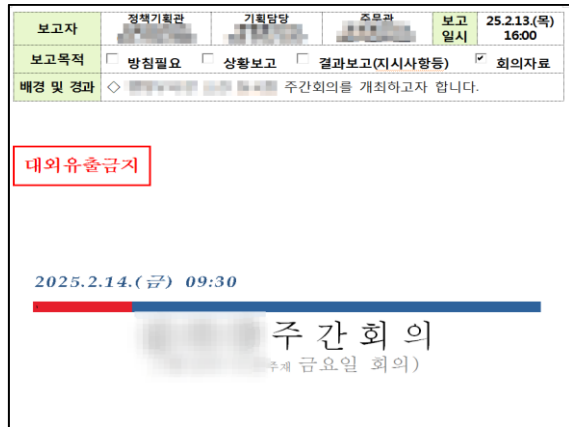 보고자 정책기획관 기획담당 주무관 보고일시 25.2.13.(목) 16:00
보고목적 방침필요 상황보고 결과보고(지시사항등) 회의자료
배경 및 경과 ◇ 주간회의를 개최하고자 합니다.
대외유출금지
2025.2.14.(금) 09:30
주간회의
주재 금요일 회의)